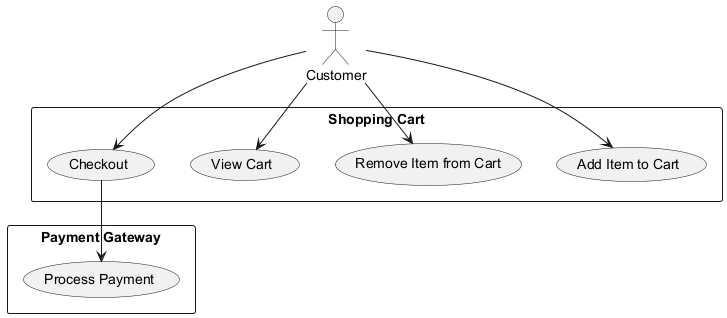 Customer
Shopping Cart
Checkout
View Cart
Remove Item from Cart
Add Item to Cart
Payment Gateway
Process Payment